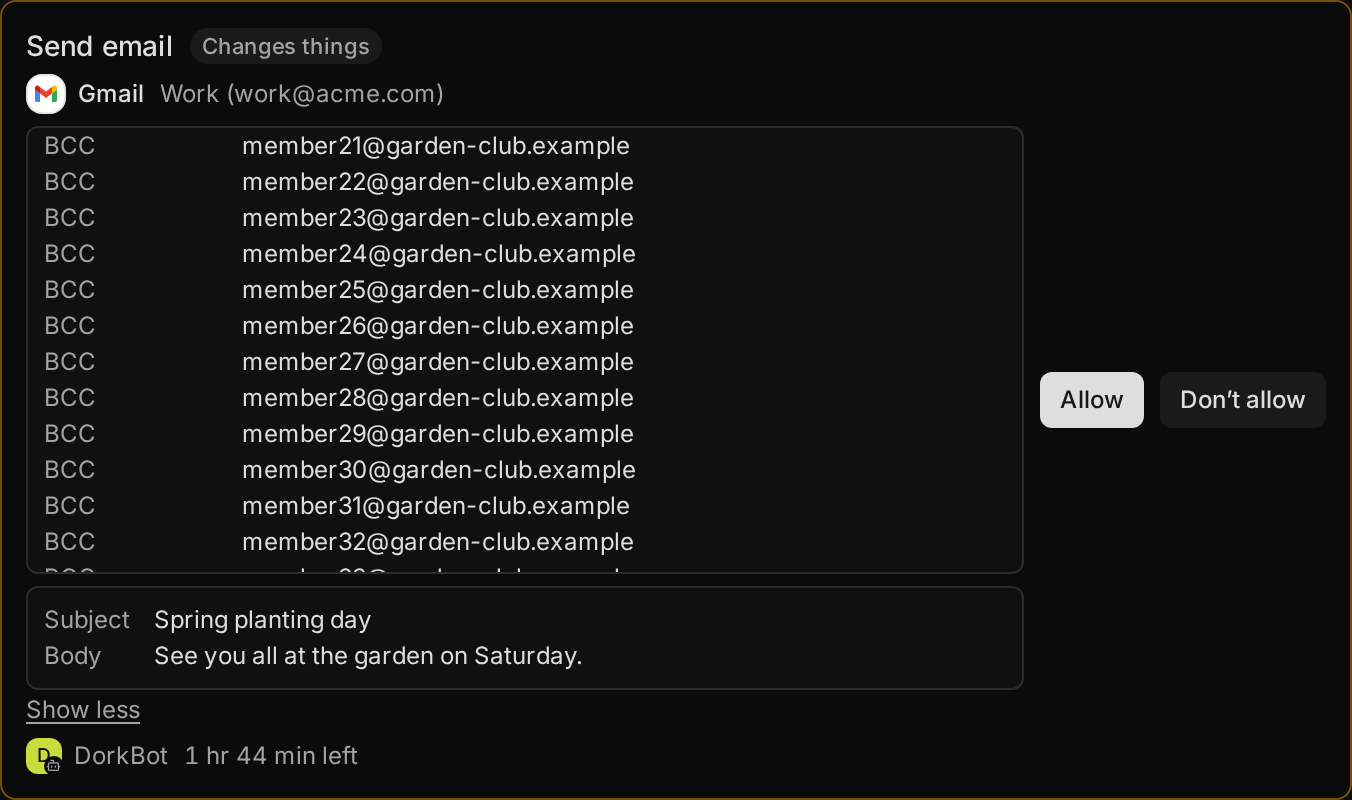 Send email Changes things
Gmail Work (work@acme.com)
BCC member21@garden-club.example
BCC member22@garden-club.example
BCC member23@garden-club.example
BCC member24@garden-club.example
BCC member25@garden-club.example
BCC member26@garden-club.example
BCC member27@garden-club.example
BCC member28@garden-club.example
BCC member29@garden-club.example
BCC member30@garden-club.example
BCC member31@garden-club.example
BCC member32@garden-club.example
Allow Don’t allow
Subject Spring planting day
Body See you all at the garden on Saturday.
Show less
D DorkBot 1 hr 44 min left